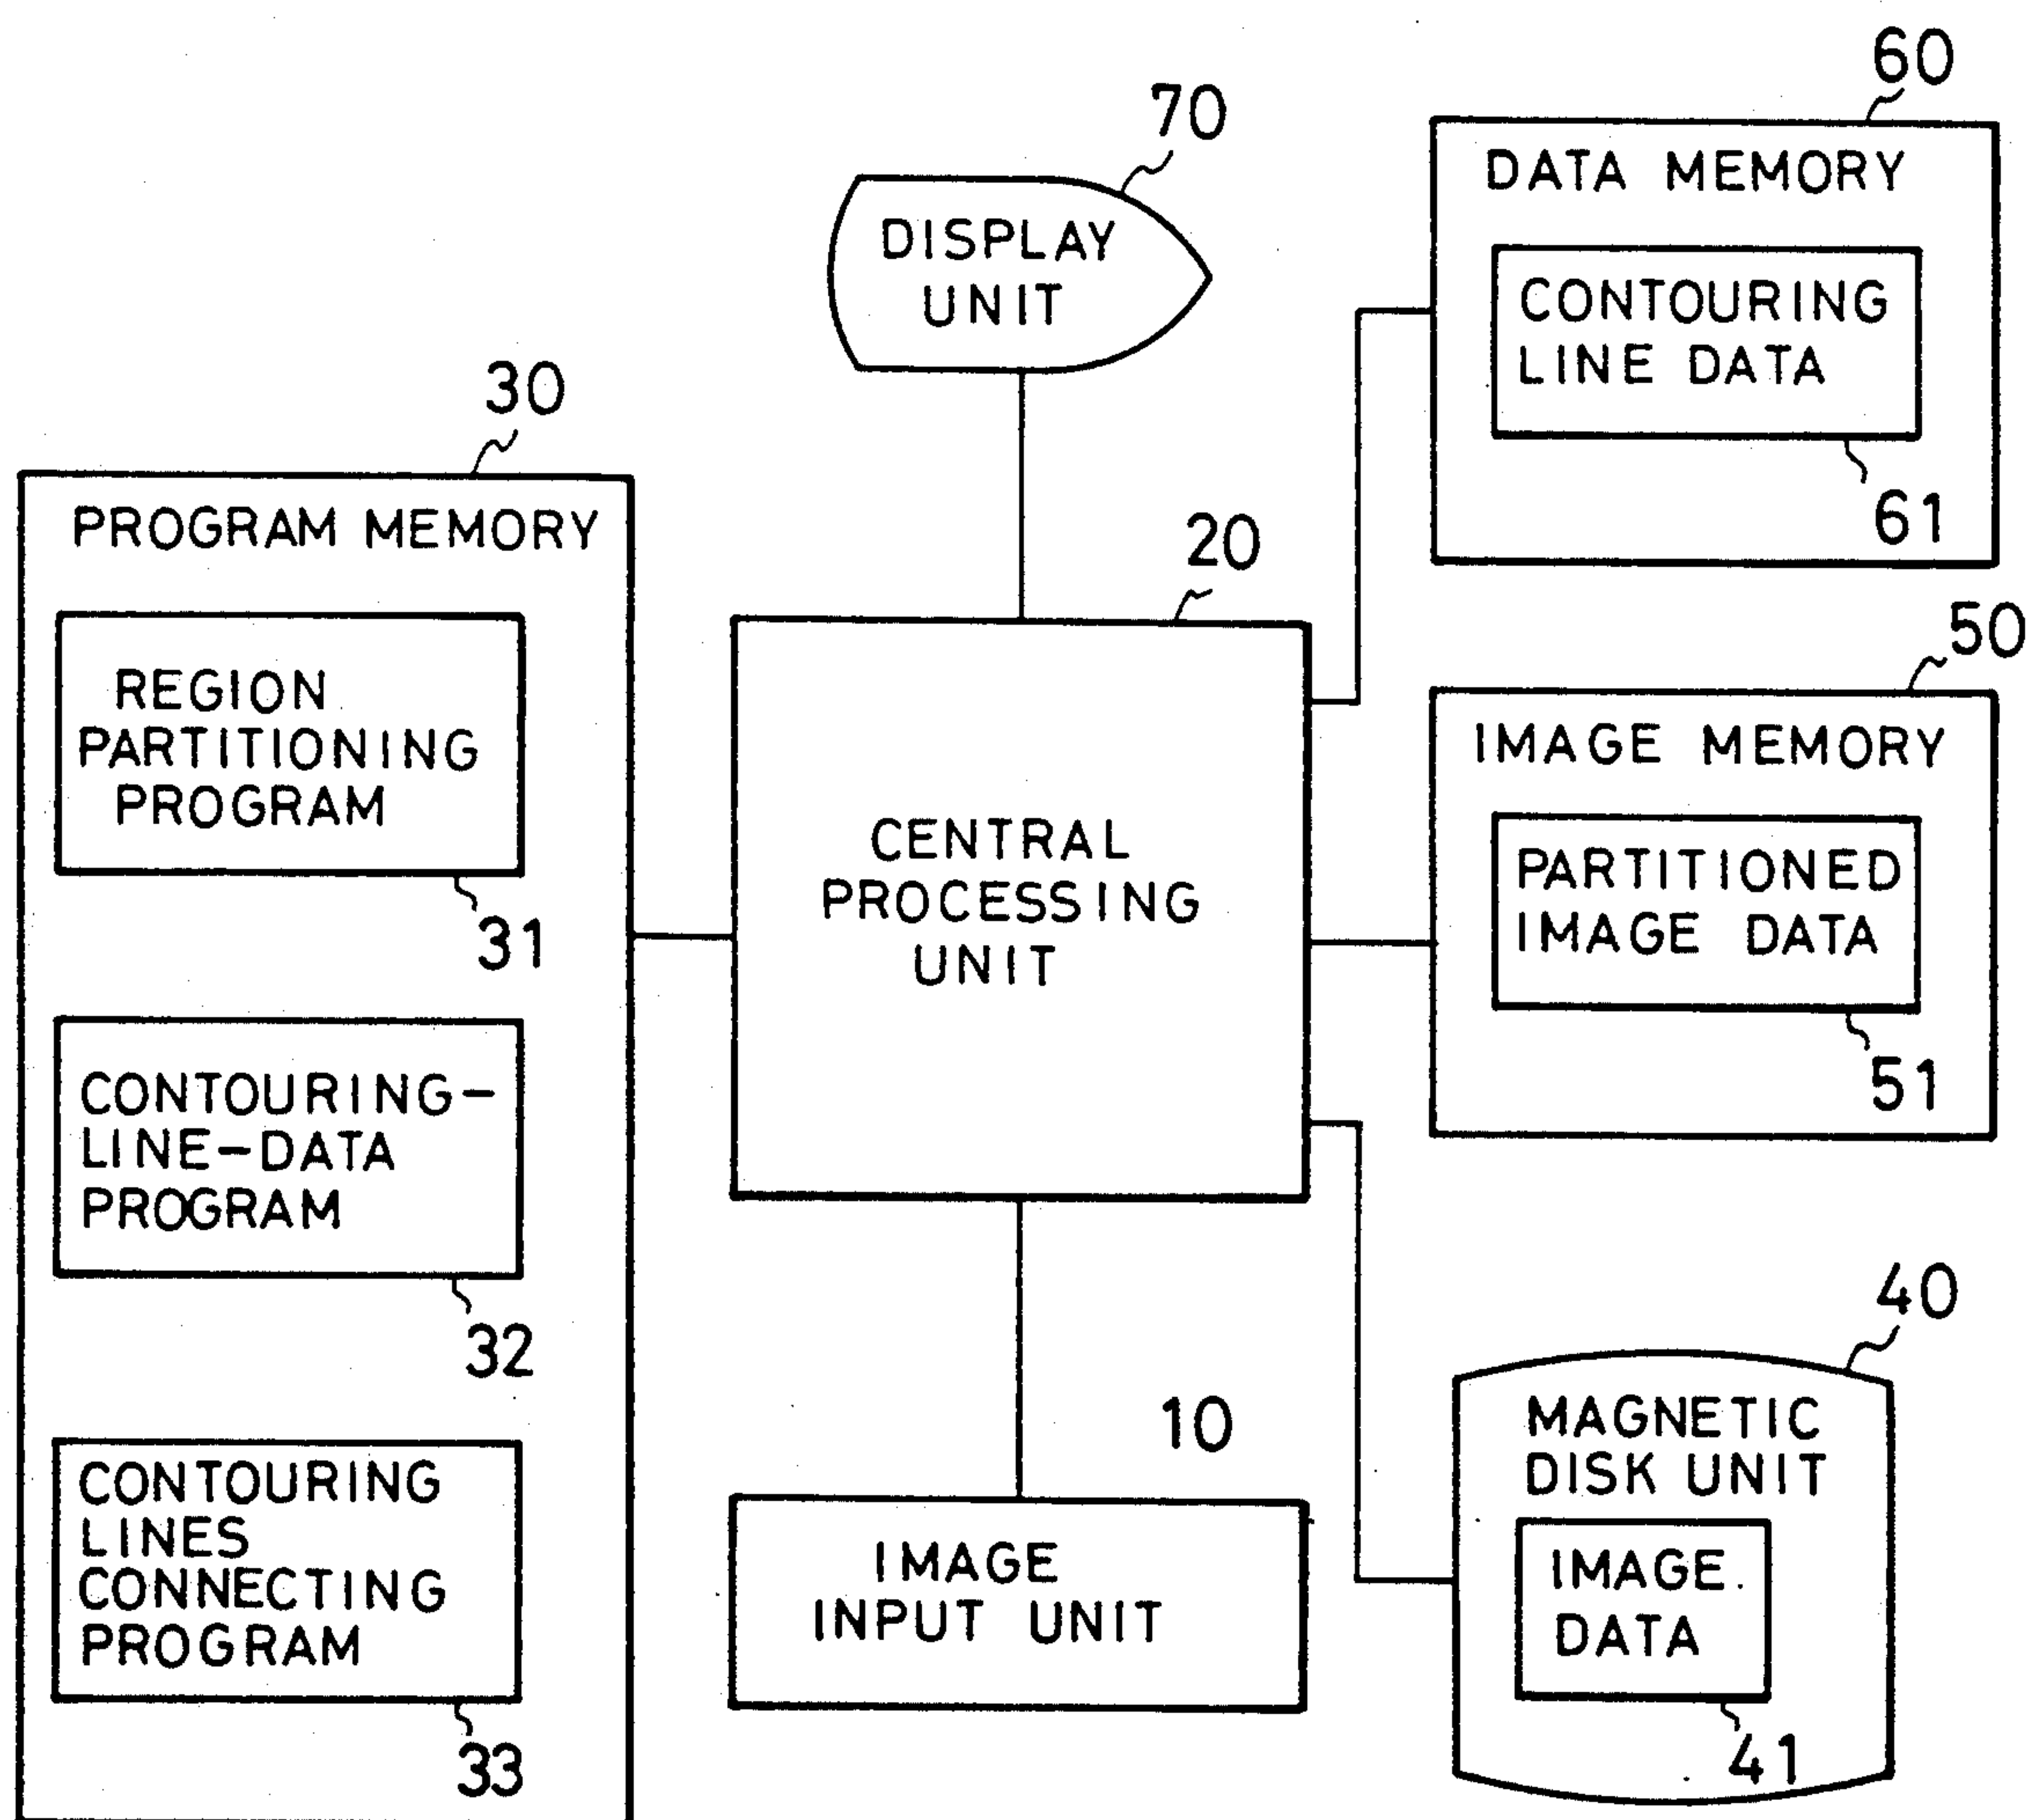 60
70
DATA MEMORY
DISPLAY
UNIT
CONTOURING
LINE DATA
61
30
PROGRAM MEMORY
REGION
PARTITIONING
PROGRAM
31
CONTOURING-
LINE-DATA
PROGRAM
32
CONTOURING
LINES
CONNECTING
PROGRAM
33
20
CENTRAL
PROCESSING
UNIT
50
IMAGE MEMORY
PARTITIONED
IMAGE DATA
51
10
IMAGE
INPUT UNIT
40
MAGNETIC
DISK UNIT
IMAGE
DATA
41